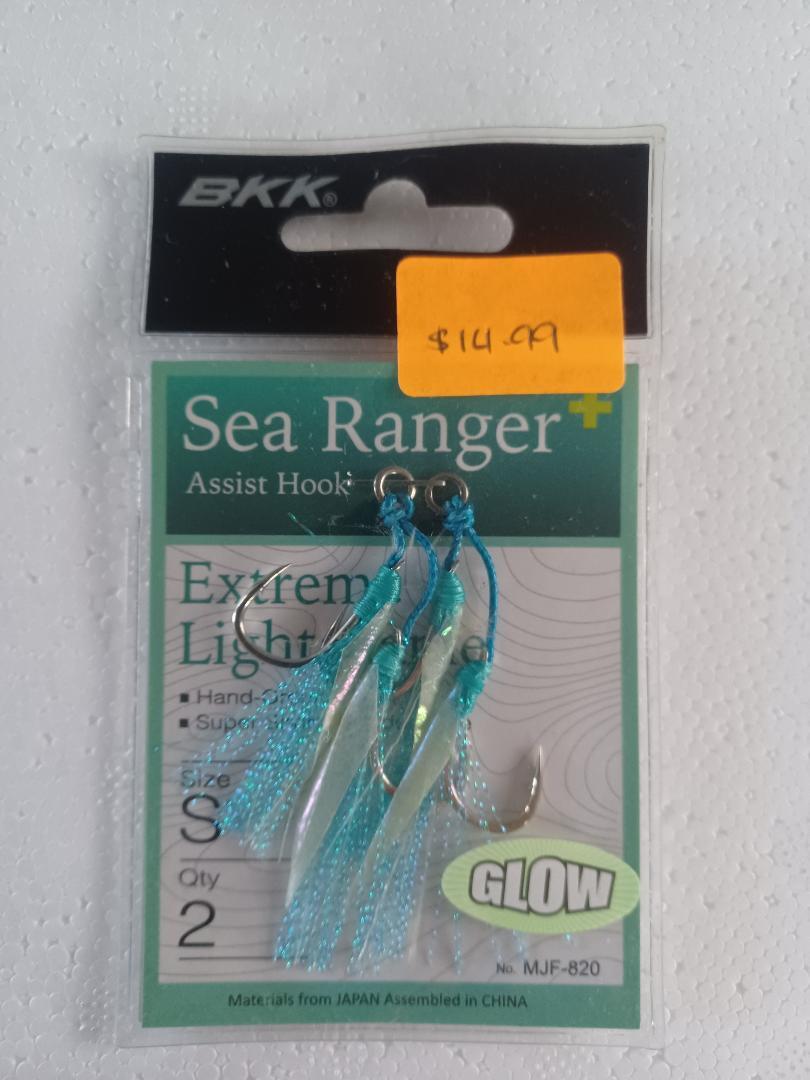 BKK®
$14.99
Sea Ranger+
Assist Hook
Light
Size
S
Qty
2
GLOW
No. MJF-820
Materials from JAPAN Assembled in CHINA